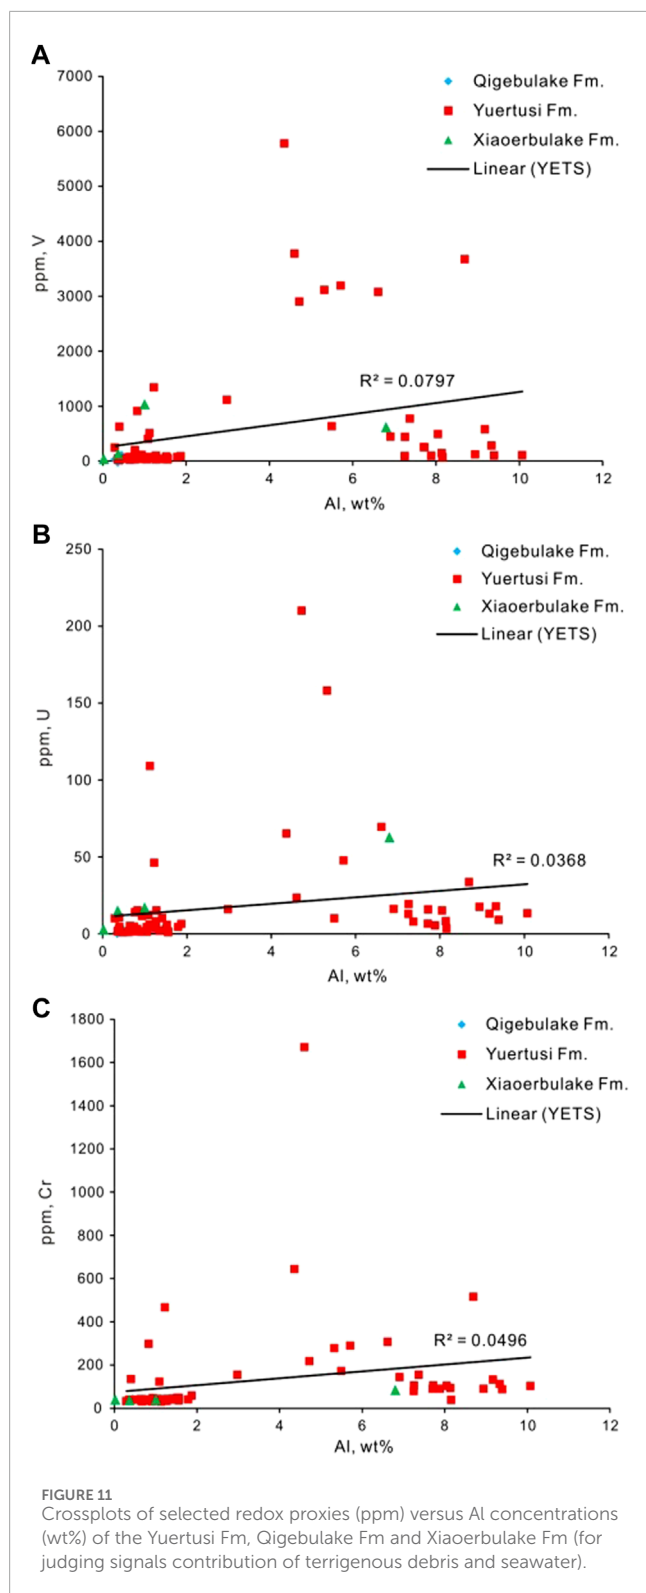 A
7000
6000
5000
4000
3000
2000
1000
0
ppm, V
Qigebulake Fm.
Yuertusi Fm.
Xiaoerbulake Fm.
Linear (YETS)
R² = 0.0797
0 2 4 6 8 10 12
Al, wt%
B
250
200
150
100
50
0
ppm, U
Qigebulake Fm.
Yuertusi Fm.
Xiaoerbulake Fm.
Linear (YETS)
R² = 0.0368
0 2 4 6 8 10 12
Al, wt%
C
1800
1600
1400
1200
1000
800
600
400
200
0
ppm, Cr
Qigebulake Fm.
Yuertusi Fm.
Xiaoerbulake Fm.
Linear (YETS)
R² = 0.0496
0 2 4 6 8 10 12
Al, wt%
FIGURE 11
Crossplots of selected redox proxies (ppm) versus Al concentrations
(wt%) of the Yuertusi Fm, Qigebulake Fm and Xiaoerbulake Fm (for
judging signals contribution of terrigenous debris and seawater).